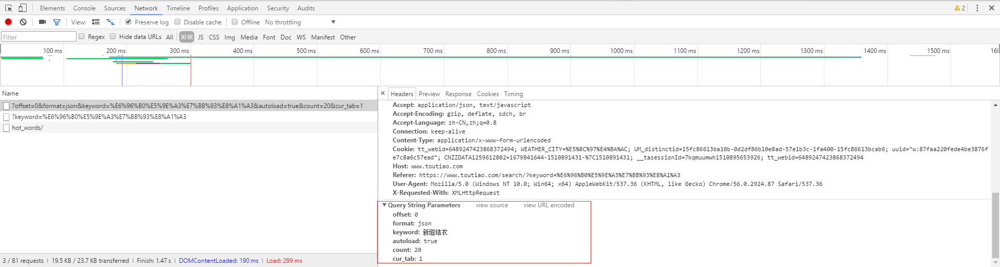 Elements Console Sources Network Timeline Profiles Application Security Audits 2
View: Preserve log Disable cache Offline No throttling
Filter Regex Hide data URLs All XHR JS CSS Img Media Font Doc WS Manifest Other
100 ms 200 ms 300 ms 400 ms 500 ms 600 ms 700 ms 800 ms 900 ms 1000 ms 1100 ms 1200 ms 1300 ms 1400 ms 1500 ms 160
Name
?offset=0&format=json&keyword=%E6%96%B0%E5%9E%A3%E7%BB%93%E8%A1%A3&autoload=true&count=20&cur_tab=1
?keyword=%E6%96%B0%E5%9E%A3%E7%BB%93%E8%A1%A3
hot_words/
3 / 81 requests | 19.5 KB / 23.7 KB transferred | Finish: 1.47 s | DOMContentLoaded: 190 ms | Load: 299 ms
Headers Preview Response Cookies Timing
Accept: application/json, text/javascript
Accept-Encoding: gzip, deflate, sdch, br
Accept-Language: zh-CN,zh;q=0.8
Connection: keep-alive
Content-Type: application/x-www-form-urlencoded
Cookie: tt_webid=6489247423868372494; WEATHER_CITY=%E5%8C%97%E4%BA%AC; UM_distinctid=15fc86613ba10b-0d2df86b10e8ad-57e1b3c-1fa400-15fc86613bcab6; uuid="w:87faa220fede4be3876f
e7c8a6c57ead"; CNZZDATA1259612802=1679841644-1510891431-%7C1510891431; __tasessionId=7kqmuumwh1510895653926; tt_webid=6489247423868372494
Host: www.toutiao.com
Referer: https://www.toutiao.com/search/?keyword=%E6%96%B0%E5%9E%A3%E7%BB%93%E8%A1%A3
User-Agent: Mozilla/5.0 (Windows NT 10.0; Win64; x64) AppleWebKit/537.36 (KHTML, like Gecko) Chrome/56.0.2924.87 Safari/537.36
X-Requested-With: XMLHttpRequest
Query String Parameters view source view URL encoded
offset: 0
format: json
keyword: 新垣结衣
autoload: true
count: 20
cur_tab: 1